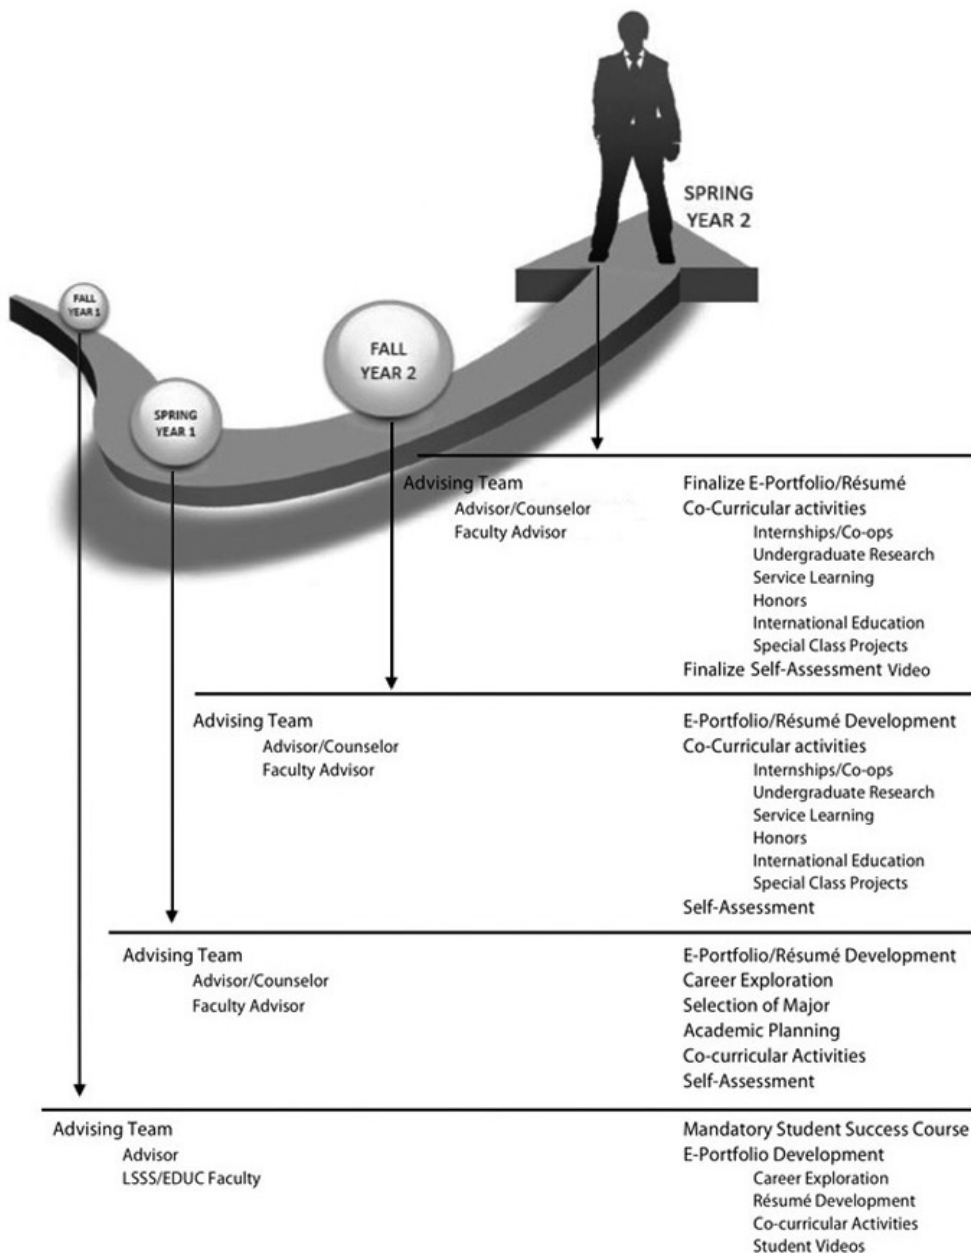 SPRING
YEAR 2
FALL
YEAR 1
FALL
YEAR 2
SPRING
YEAR 1
Advising Team
Advisor/Counselor
Faculty Advisor
Finalize E-Portfolio/Résumé
Co-Curricular activities
Internships/Co-ops
Undergraduate Research
Service Learning
Honors
International Education
Special Class Projects
Finalize Self-Assessment Video
Advising Team
Advisor/Counselor
Faculty Advisor
E-Portfolio/Résumé Development
Co-Curricular activities
Internships/Co-ops
Undergraduate Research
Service Learning
Honors
International Education
Special Class Projects
Self-Assessment
Advising Team
Advisor/Counselor
Faculty Advisor
E-Portfolio/Résumé Development
Career Exploration
Selection of Major
Academic Planning
Co-curricular Activities
Self-Assessment
Advising Team
Advisor
LSSS/EDUC Faculty
Mandatory Student Success Course
E-Portfolio Development
Career Exploration
Résumé Development
Co-curricular Activities
Student Videos